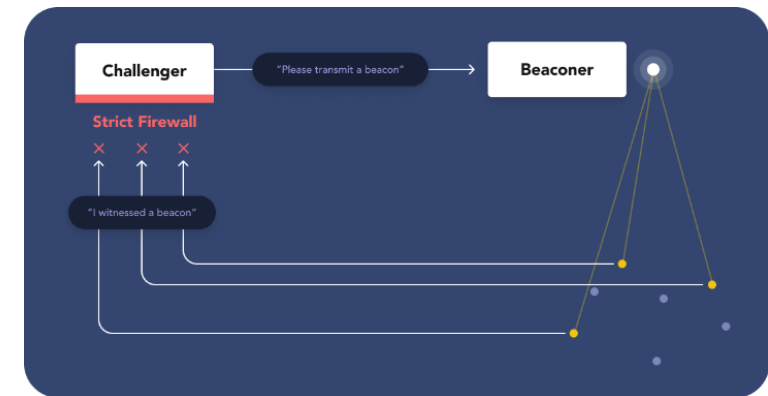 Challenger
"Please transmit a beacon"
Beaconer
Strict Firewall
"I witnessed a beacon"